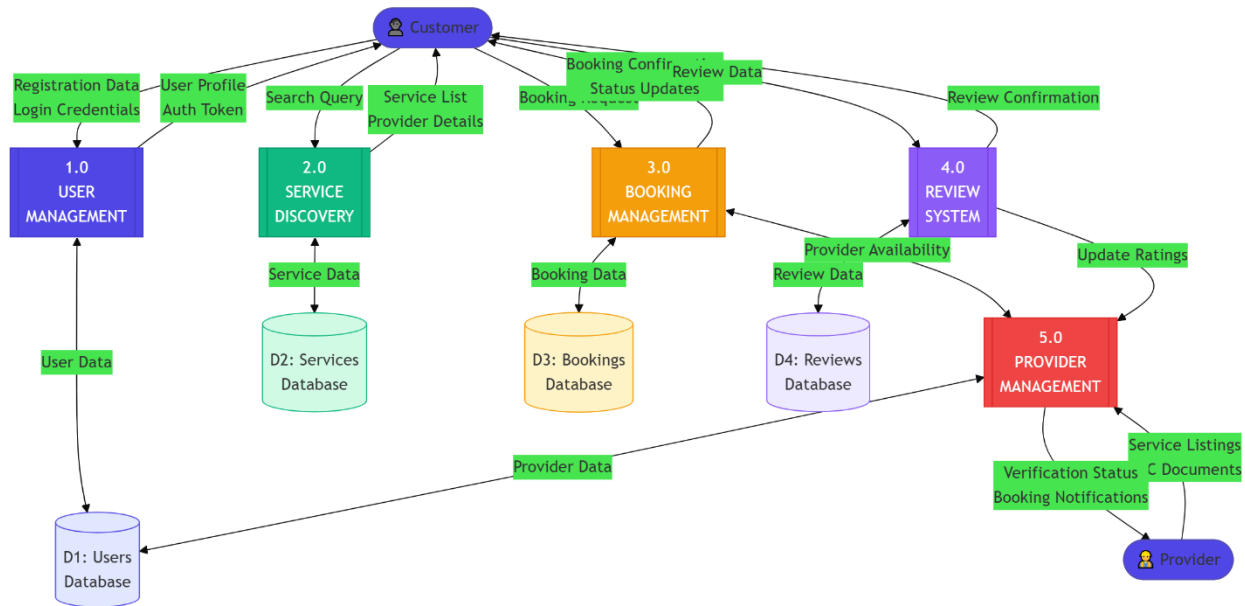 Customer
Registration Data
Login Credentials
User Profile
Auth Token
Search Query
Service List
Provider Details
Booking
Booking
Status Updates
Review Data
Review Confirmation
1.0
USER
MANAGEMENT
2.0
SERVICE
DISCOVERY
3.0
BOOKING
MANAGEMENT
4.0
REVIEW
SYSTEM
Service Data
Booking Data
Provider Availability
Review Data
Update Ratings
User Data
D2: Services
Database
D3: Bookings
Database
D4: Reviews
Database
5.0
PROVIDER
MANAGEMENT
Provider Data
Service Listings
Documents
Verification Status
Booking Notifications
D1: Users
Database
Provider